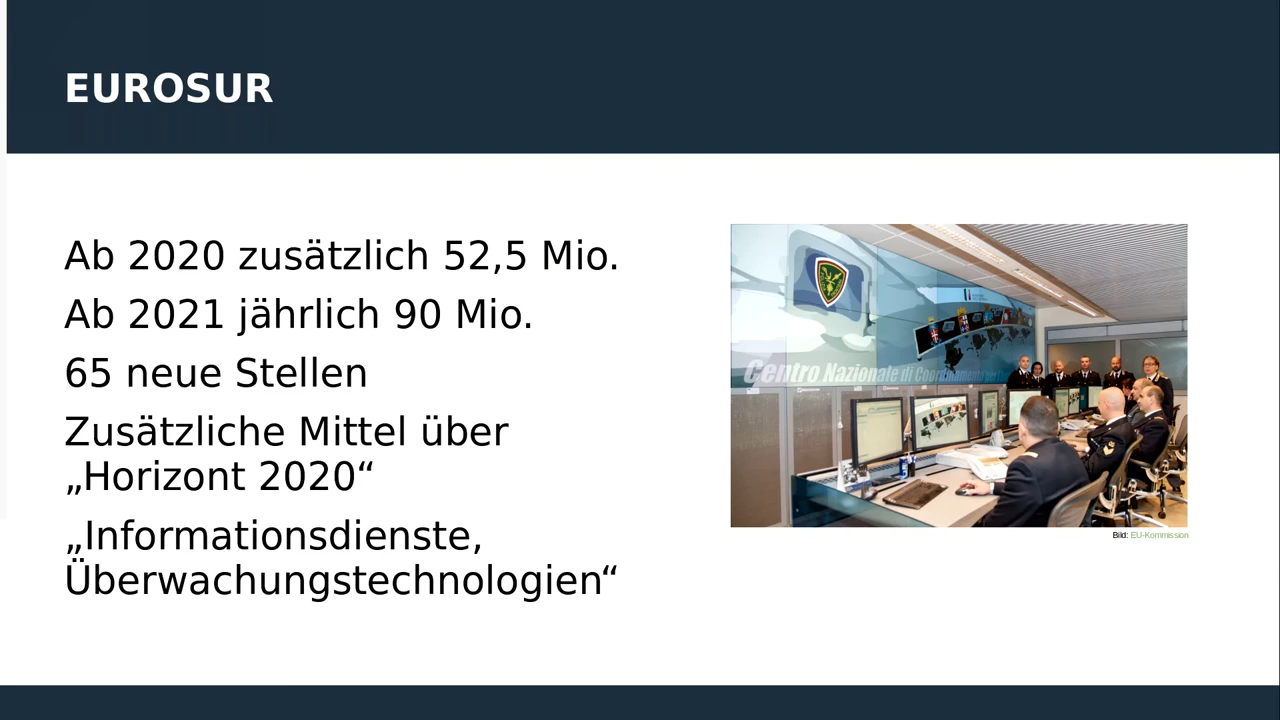 EUROSUR
Ab 2020 zusätzlich 52,5 Mio.
Ab 2021 jährlich 90 Mio.
65 neue Stellen
Zusätzliche Mittel über
„Horizont 2020“
„Informationsdienste,
Überwachungstechnologien“
Centro Nazionale di
Bild: EU-Kommission